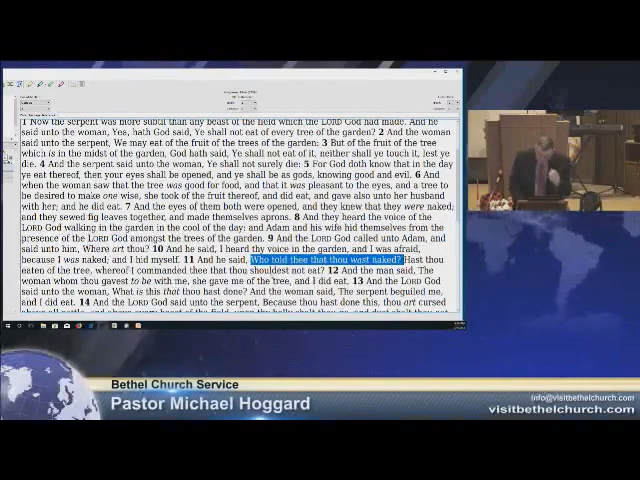 1 Now the serpent was more subtil than any beast of the field which the LORD God had made. And he
said unto the woman, Yea, hath God said, Ye shall not eat of every tree of the garden? 2 And the woman
said unto the serpent, We may eat of the fruit of the trees of the garden: 3 But of the fruit of the tree
which is in the midst of the garden, God hath said, Ye shall not eat of it, neither shall ye touch it, lest ye
die. 4 And the serpent said unto the woman, Ye shall not surely die: 5 For God doth know that in the day
ye eat thereof, then your eyes shall be opened, and ye shall be as gods, knowing good and evil. 6 And
when the woman saw that the tree was good for food, and that it was pleasant to the eyes, and a tree to
be desired to make one wise, she took of the fruit thereof, and did eat, and gave also unto her husband
with her; and he did eat. 7 And the eyes of them both were opened, and they knew that they were naked;
and they sewed fig leaves together, and made themselves aprons. 8 And they heard the voice of the
LORD God walking in the garden in the cool of the day: and Adam and his wife hid themselves from the
presence of the LORD God amongst the trees of the garden. 9 And the LORD God called unto Adam, and
said unto him, Where art thou? 10 And he said, I heard thy voice in the garden, and I was afraid,
because I was naked; and I hid myself. 11 And he said, Who told thee that thou wast naked? Hast thou
eaten of the tree, whereof I commanded thee that thou shouldest not eat? 12 And the man said, The
woman whom thou gavest to be with me, she gave me of the tree, and I did eat. 13 And the LORD God
said unto the woman, What is this that thou hast done? And the woman said, The serpent beguiled me,
and I did eat. 14 And the LORD God said unto the serpent, Because thou hast done this, thou art cursed
Bethel Church Service
Pastor Michael Hoggard
info@visitbethelchurch.com
visitbethelchurch.com